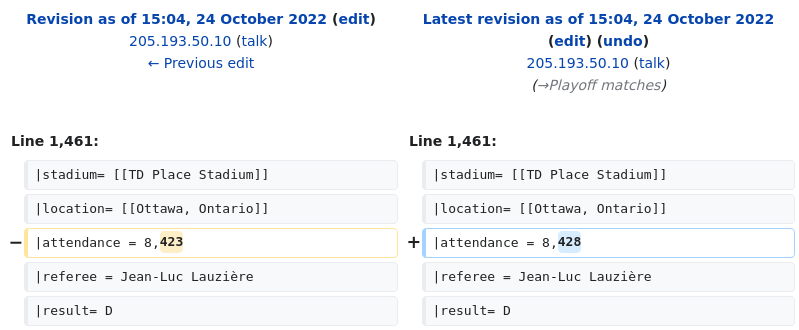 Revision as of 15:04, 24 October 2022 (edit)
205.193.50.10 (talk)
← Previous edit
Latest revision as of 15:04, 24 October 2022
(edit) (undo)
205.193.50.10 (talk)
(→Playoff matches)
Line 1,461:
Line 1,461:
|stadium= [[TD Place Stadium]]
|stadium= [[TD Place Stadium]]
|location= [[Ottawa, Ontario]]
|location= [[Ottawa, Ontario]]
− |attendance = 8,423
+ |attendance = 8,428
|referee = Jean-Luc Lauzière
|referee = Jean-Luc Lauzière
|result= D
|result= D